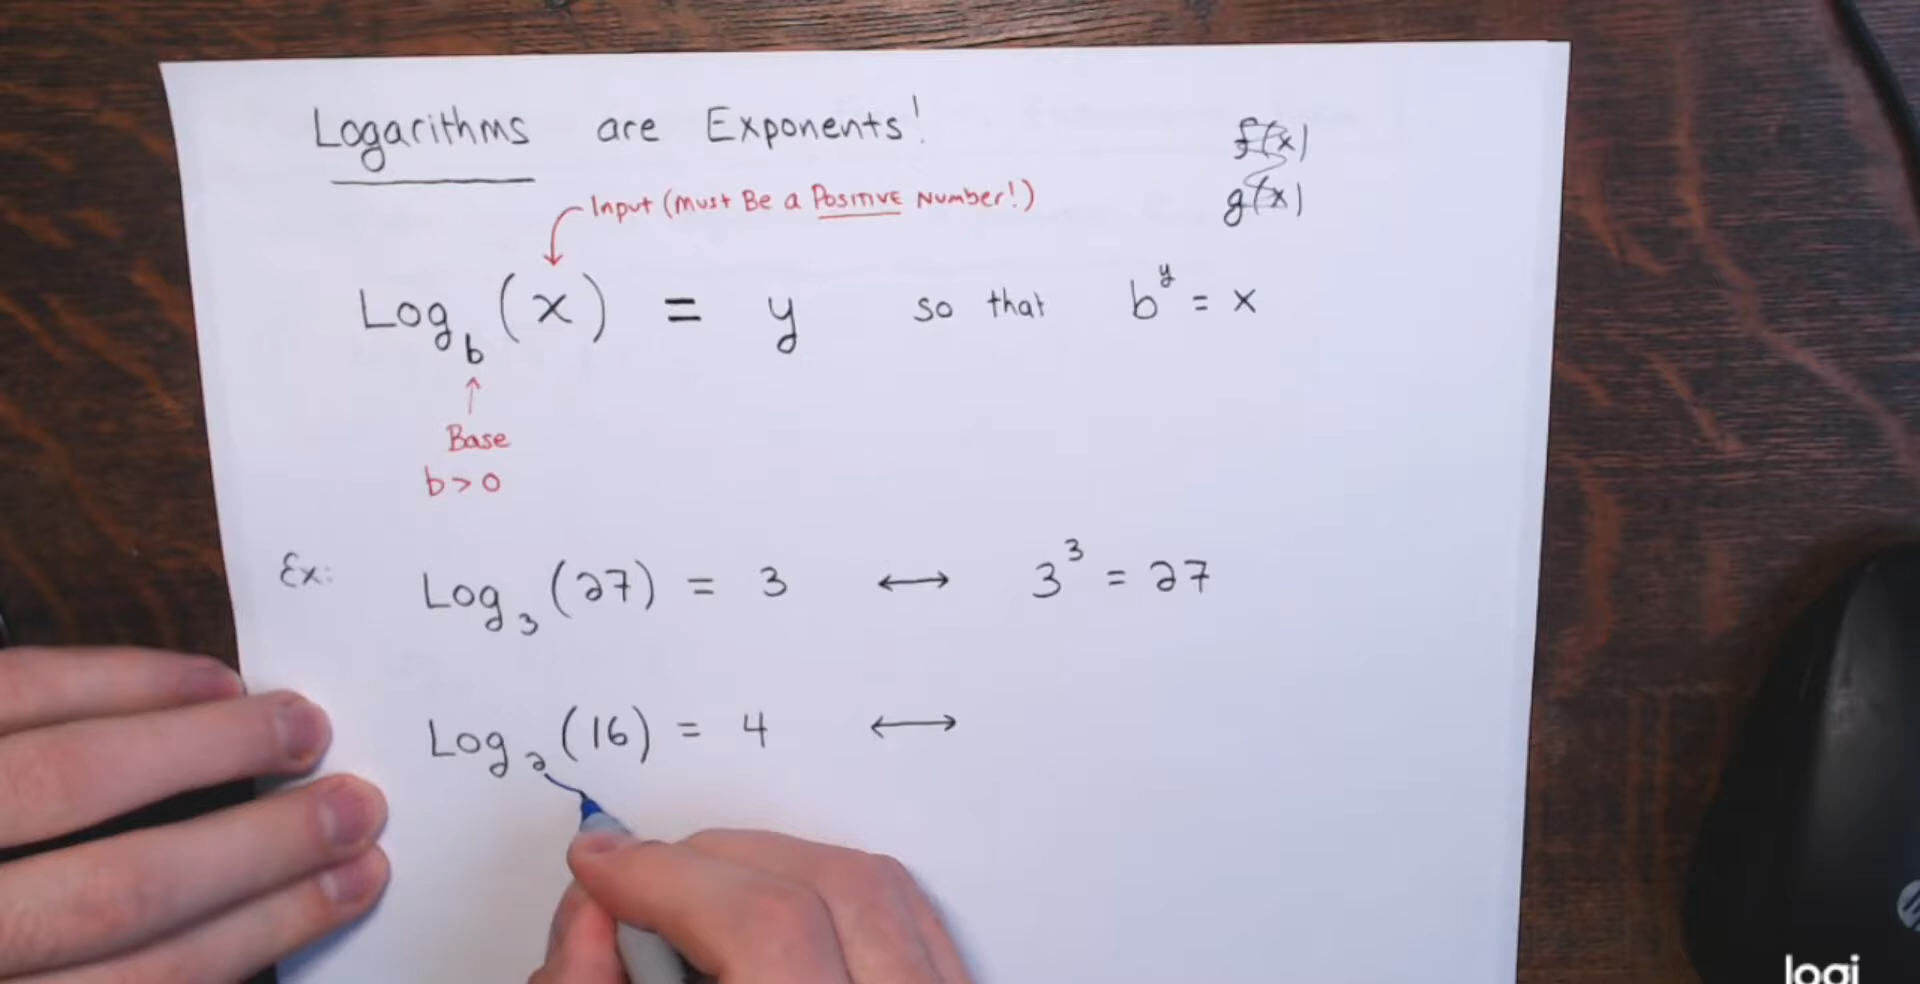 Logarithms are Exponents!
f(x)
g(x)
Input (Must Be a Positive Number!)
Log_b (x) = y so that b^y = x
Base
b > 0
Ex: Log_3 (27) = 3 ⟷ 3^3 = 27
Log_2 (16) = 4 ⟷
logi